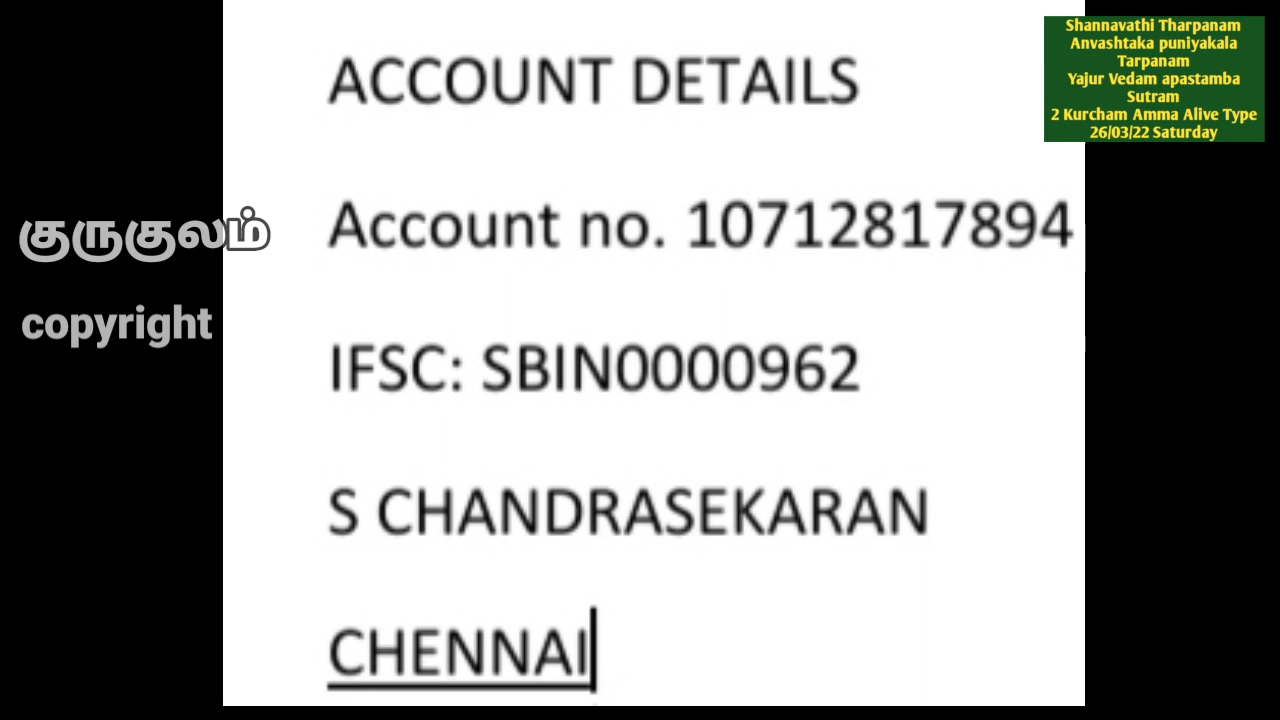 ACCOUNT DETAILS
Account no. 10712817894
IFSC: SBIN0000962
S CHANDRASEKARAN
CHENNAI
குருகுலம்
copyright
Shannavathi Tharpanam
Anvashtaka puniyakala
Tarpanam
Yajur Vedam apastamba
Sutram
2 Kurcham Amma Alive Type
26/03/22 Saturday